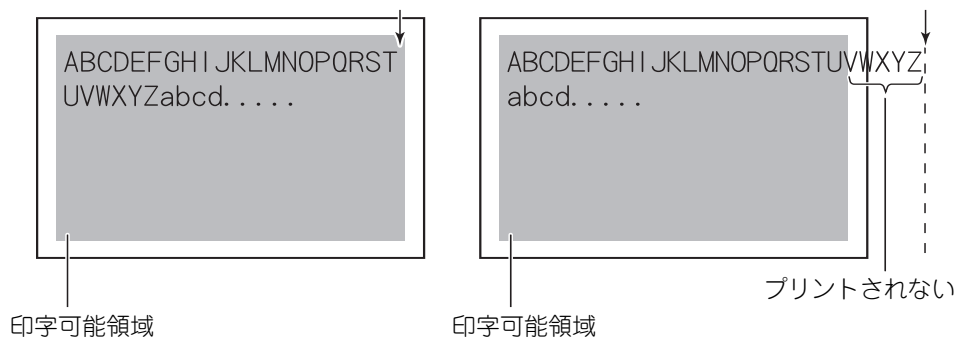 ABCDEFGHIJKLMNOPQRST
UVWXYZabcd.....
印字可能領域
ABCDEFGHIJKLMNOPQRSTUVWXYZ
abcd.....
プリントされない
印字可能領域